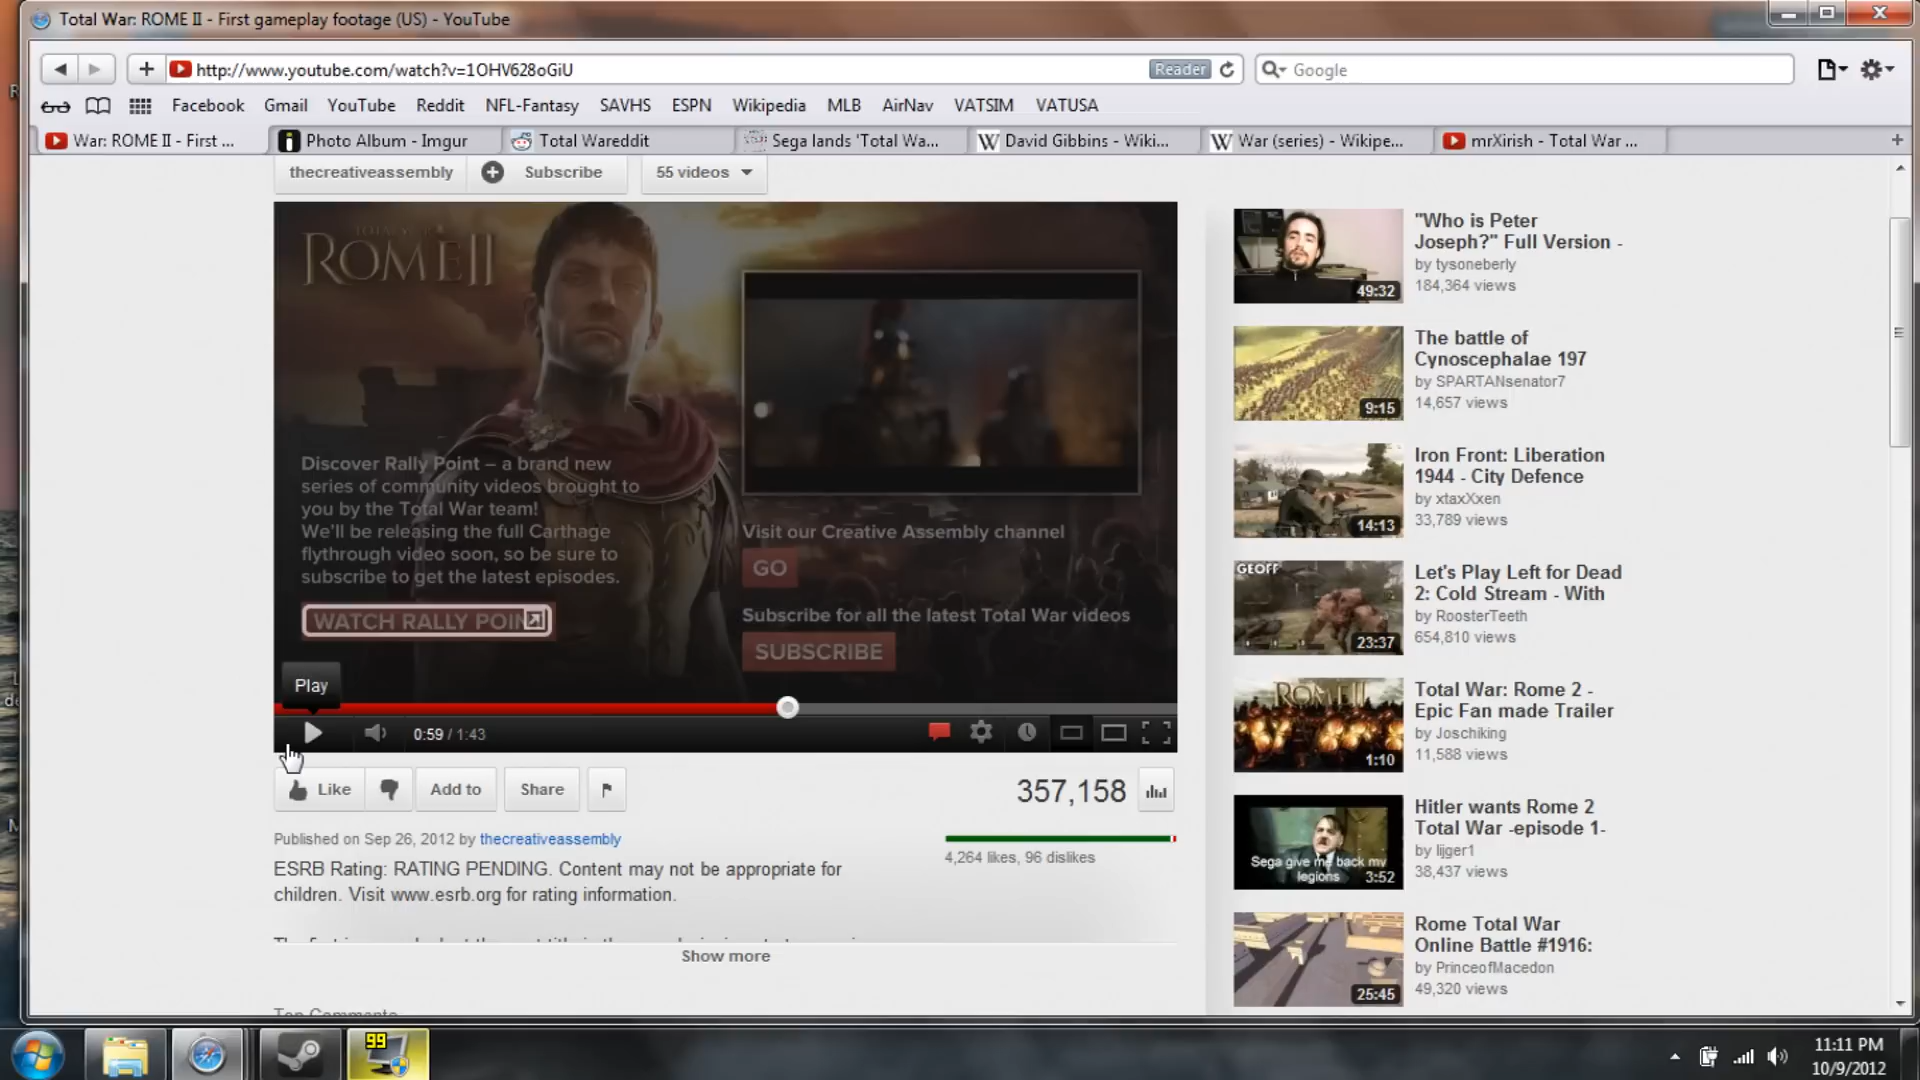 Total War: ROME II - First gameplay footage (US) - YouTube
http://www.youtube.com/watch?v=1OHV628oGiU
Reader
Google
Facebook Gmail YouTube Reddit NFL-Fantasy SAVHS ESPN Wikipedia MLB AirNav VATSIM VATUSA
War: ROME II - First ...
Photo Album - Imgur
Total Wareddit
Sega lands 'Total Wa...
David Gibbins - Wiki...
War (series) - Wikipe...
mrXirish - Total War ...
thecreativeassembly
Subscribe
55 videos
TOTAL WAR
ROME II
Discover Rally Point – a brand new
series of community videos brought to
you by the Total War team!
We'll be releasing the full Carthage
flythrough video soon, so be sure to
subscribe to get the latest episodes.
WATCH RALLY POIN
Visit our Creative Assembly channel
GO
Subscribe for all the latest Total War videos
SUBSCRIBE
Play
0:59 / 1:43
Like
Add to
Share
357,158
Published on Sep 26, 2012 by thecreativeassembly
4,264 likes, 96 dislikes
ESRB Rating: RATING PENDING. Content may not be appropriate for
children. Visit www.esrb.org for rating information.
Show more
Top Comments
49:32
"Who is Peter
Joseph?" Full Version -
by tysoneberly
184,364 views
9:15
The battle of
Cynoscephalae 197
by SPARTANsenator7
14,657 views
14:13
Iron Front: Liberation
1944 - City Defence
by xtaxXxen
33,789 views
GEOFF
23:37
Let's Play Left for Dead
2: Cold Stream - With
by RoosterTeeth
654,810 views
ROME II
1:10
Total War: Rome 2 -
Epic Fan made Trailer
by Joschiking
11,588 views
Sega give me back my
legions
3:52
Hitler wants Rome 2
Total War -episode 1-
by lijger1
38,437 views
25:45
Rome Total War
Online Battle #1916:
by PrinceofMacedon
49,320 views
99
11:11 PM
10/9/2012